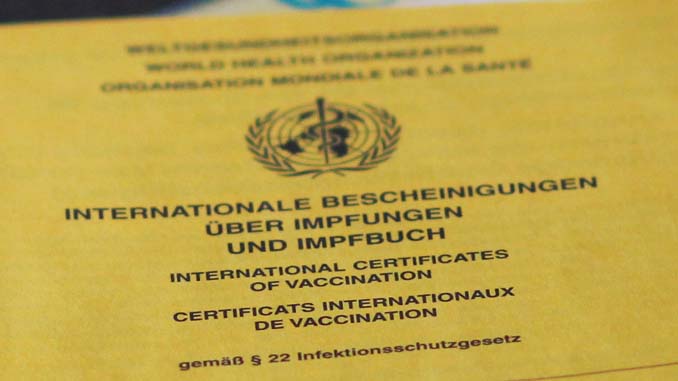 WELTGESUNDHEITSORGANISATION
WORLD HEALTH ORGANIZATION
ORGANISATION MONDIALE DE LA SANTÉ
INTERNATIONALE BESCHEINIGUNGEN
ÜBER IMPFUNGEN
UND IMPFBUCH
INTERNATIONAL CERTIFICATES
OF VACCINATION
CERTIFICATS INTERNATIONAUX
DE VACCINATION
gemäß § 22 Infektionsschutzgesetz